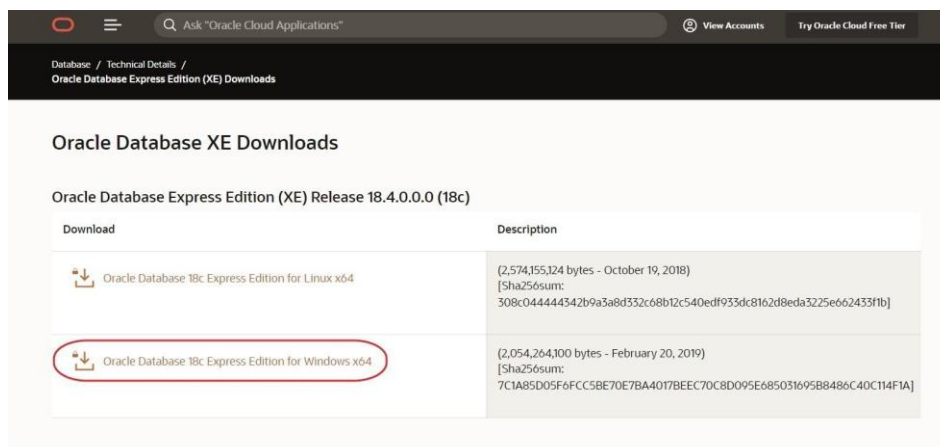 Ask "Oracle Cloud Applications"
View Accounts
Try Oracle Cloud Free Tier
Database / Technical Details /
Oracle Database Express Edition (XE) Downloads
Oracle Database XE Downloads
Oracle Database Express Edition (XE) Release 18.4.0.0.0 (18c)
Download
Description
Oracle Database 18c Express Edition for Linux x64
(2,574,155,124 bytes - October 19, 2018)
[Sha256sum:
308c044444342b9a3a8d332c68b12c540edf933dc8162d8eda3225e662433f1b]
Oracle Database 18c Express Edition for Windows x64
(2,054,264,100 bytes - February 20, 2019)
[Sha256sum:
7C1A85D05F6FCC5BE70E7BA4017BEEC70C8D095E685031695B8486C40C114F1A]